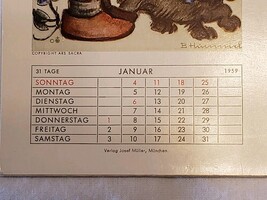 COPYRIGHT ARS SACRA
B Hummel
31 TAGE JANUAR 1959
SONNTAG 4 11 18 25
MONTAG 5 12 19 26
DIENSTAG 6 13 20 27
MITTWOCH 7 14 21 28
DONNERSTAG 1 8 15 22 29
FREITAG 2 9 16 23 30
SAMSTAG 3 10 17 24 31
Verlag Josef Müller, München